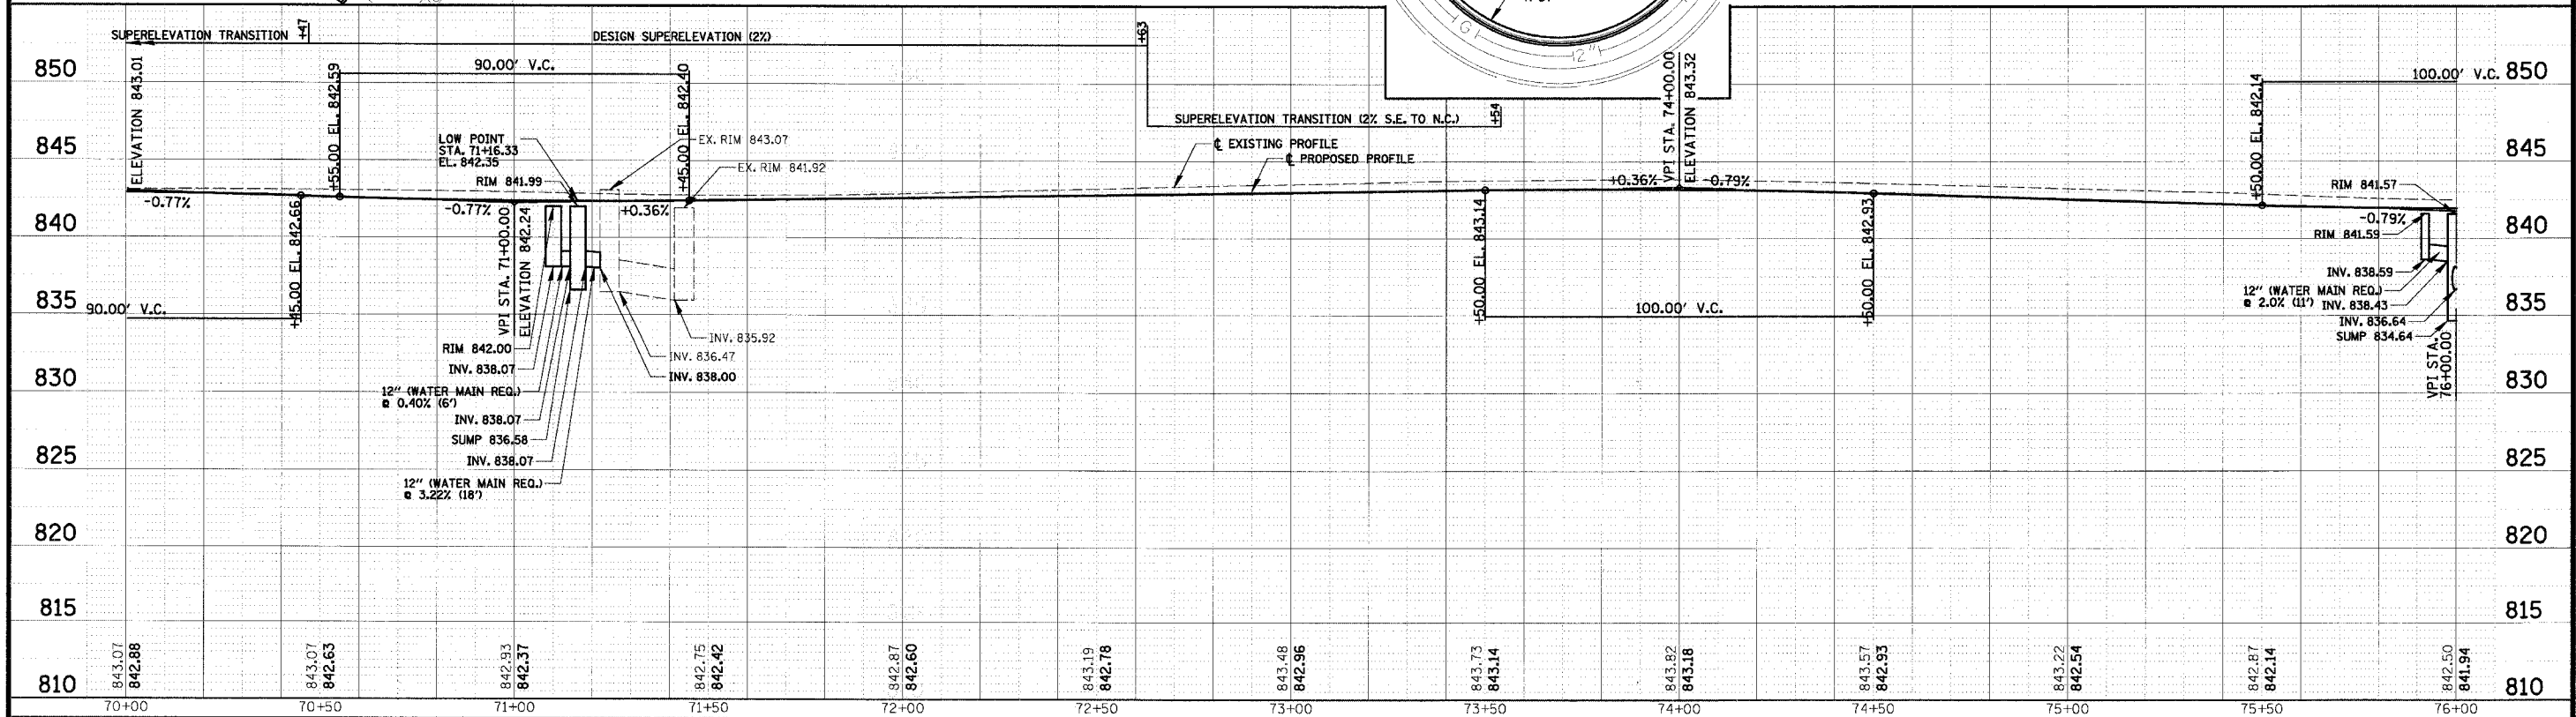 SUPERELEVATION TRANSITION
+47
DESIGN SUPERELEVATION (2%)
+63
12"
850
ELEVATION 843.01
+55.00 EL. 842.59
90.00' V.C.
+45.00 EL. 842.40
VPI STA. 74+00.00
ELEVATION 843.32
+50.00 EL. 842.14
100.00' V.C.
850
SUPERELEVATION TRANSITION (2% S.E. TO N.C.)
+54
845
LOW POINT
STA. 71+16.33
EL. 842.35
EX. RIM 843.07
EX. RIM 841.92
RIM 841.99
℄ EXISTING PROFILE
℄ PROPOSED PROFILE
845
-0.77%
-0.77%
+0.36%
+0.36%
-0.79%
RIM 841.57
-0.79%
RIM 841.59
840
+45.00 EL. 842.66
VPI STA. 71+00.00
ELEVATION 842.24
+50.00 EL. 843.14
+50.00 EL. 842.93
840
INV. 838.59
12" (WATER MAIN REQ.)
@ 2.0% (11')
INV. 838.43
INV. 836.64
SUMP 834.64
835
90.00' V.C.
100.00' V.C.
835
INV. 835.92
INV. 836.47
INV. 838.00
RIM 842.00
INV. 838.07
VPI STA.
76+00.00
830
830
12" (WATER MAIN REQ.)
@ 0.40% (6')
INV. 838.07
SUMP 836.58
INV. 838.07
825
825
12" (WATER MAIN REQ.)
@ 3.22% (18')
820
820
815
815
843.07
842.88
843.07
842.63
842.93
842.37
842.75
842.42
842.87
842.60
843.19
842.78
843.48
842.96
843.73
843.14
843.82
843.18
843.57
842.93
843.22
842.54
842.87
842.14
842.50
841.94
810
810
70+00
70+50
71+00
71+50
72+00
72+50
73+00
73+50
74+00
74+50
75+00
75+50
76+00